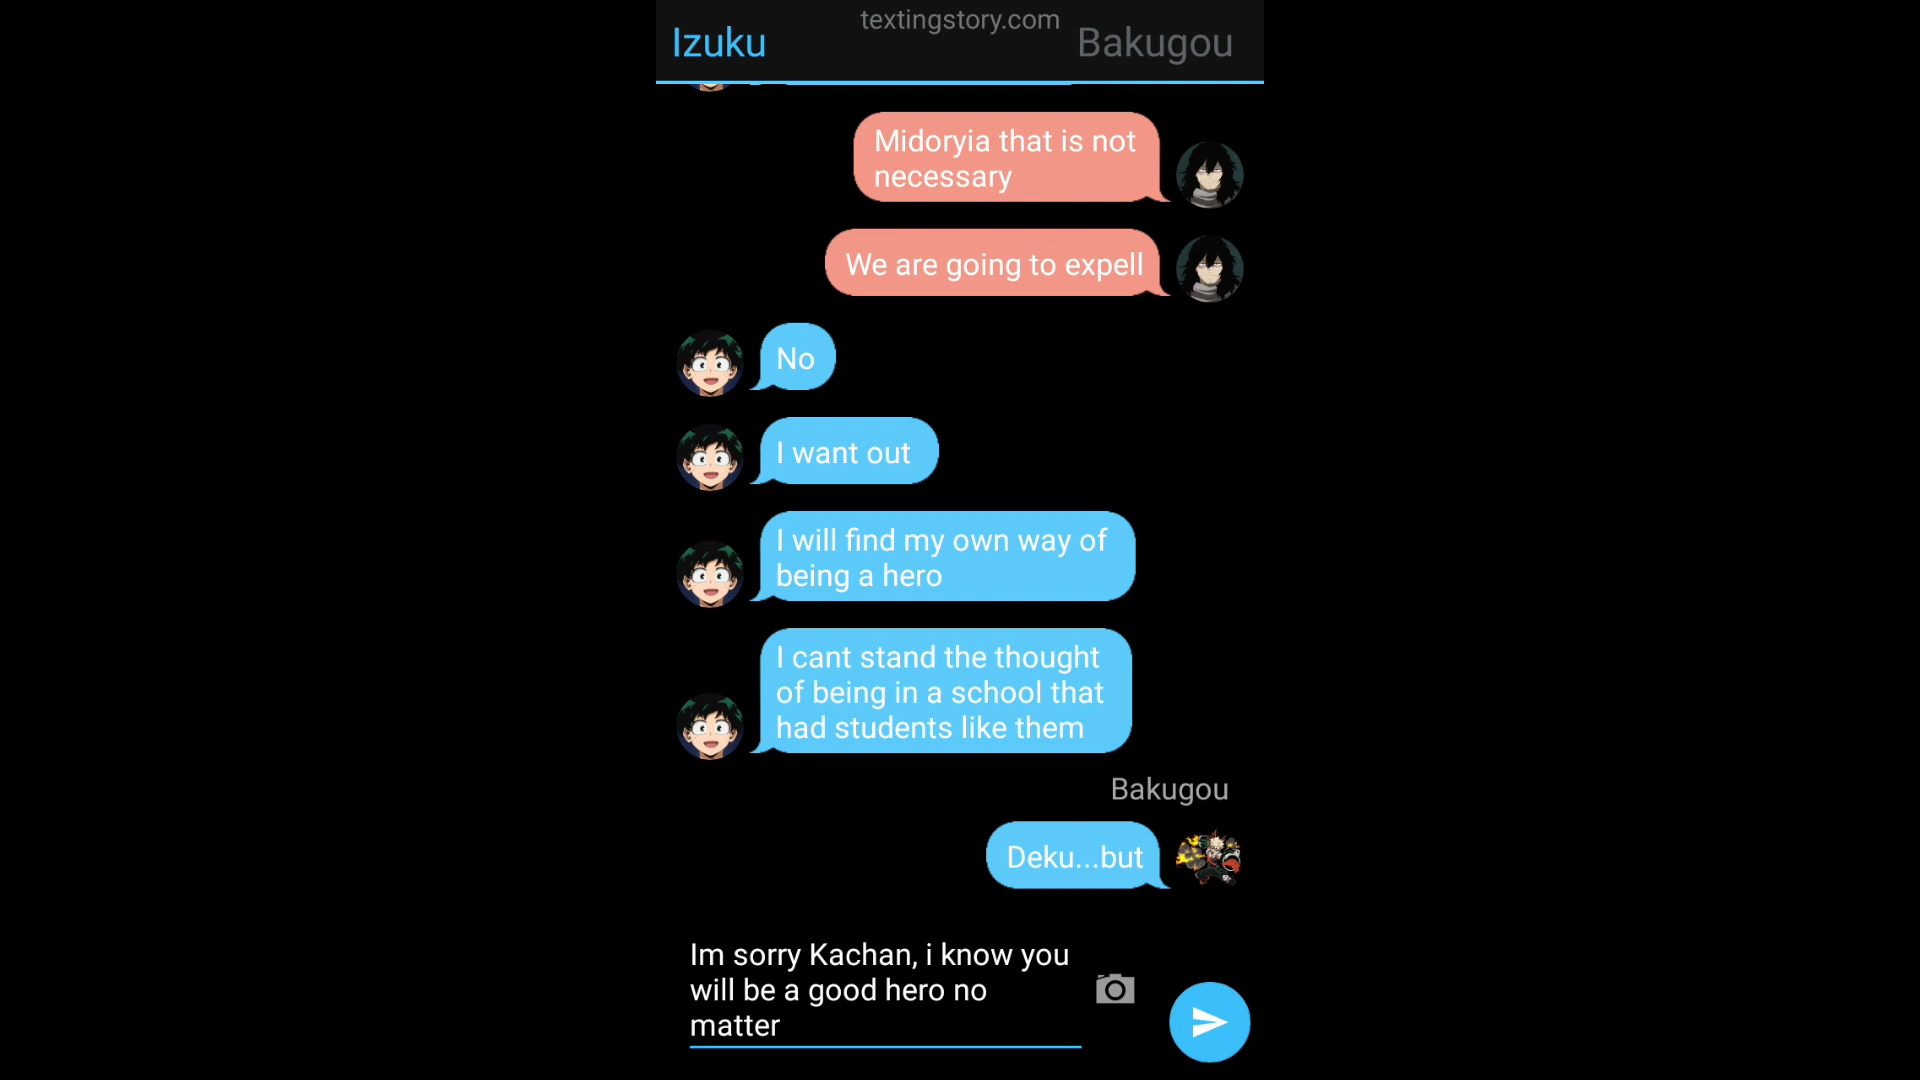 textingstory.com
Izuku
Bakugou
Midoryia that is not
necessary
We are going to expell
No
I want out
I will find my own way of
being a hero
I cant stand the thought
of being in a school that
had students like them
Bakugou
Deku...but
Im sorry Kachan, i know you
will be a good hero no
matter